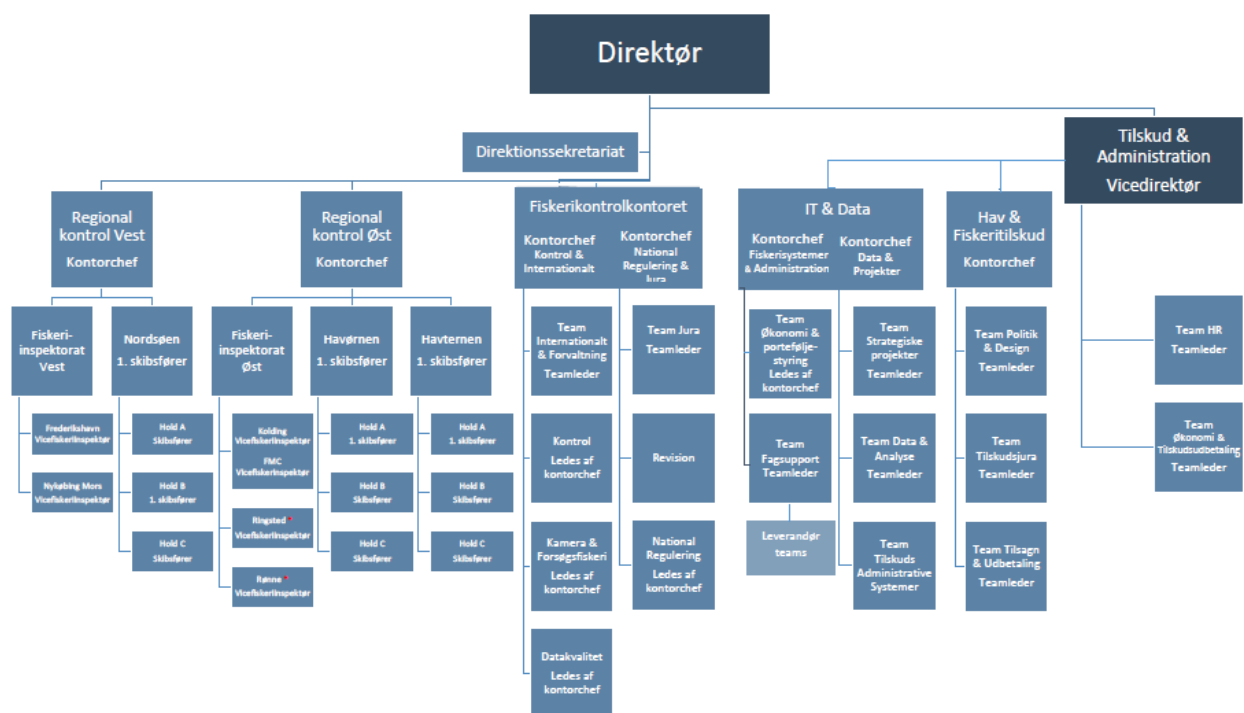 Direktør
Direktionssekretariat
Tilskud &
Administration
Vicedirektør
Regional
kontrol Vest
Kontorchef
Regional
kontrol Øst
Kontorchef
Fiskerikontrolkontoret
Kontorchef
Kontrol &
Internationalt
Kontorchef
National
Regulering &
Jura
IT & Data
Kontorchef
Fiskerisystemer
& Administration
Kontorchef
Data &
Projekter
Hav &
Fiskeritilskud
Kontorchef
Fiskeri-
inspektorat
Vest
Nordsøen
1. skibsfører
Fiskeri-
inspektorat
Øst
Havørnen
1. skibsfører
Havternen
1. skibsfører
Team
Internationalt
& Forvaltning
Teamleder
Team Jura
Teamleder
Team
Økonomi &
portefølje-
styring
Ledes af
kontorchef
Team
Strategiske
projekter
Teamleder
Team Politik
& Design
Teamleder
Team HR
Teamleder
Frederikshavn
Vicefiskeriinspektør
Hold A
Skibsfører
Kolding
Vicefiskeriinspektør
FMC
Vicefiskeriinspektør
Hold A
1. skibsfører
Hold A
1. skibsfører
Kontrol
Ledes af
kontorchef
Revision
Team
Fagsupport
Teamleder
Team Data &
Analyse
Teamleder
Team
Tilskudsjura
Teamleder
Team
Økonomi &
Tilskudsudbetaling
Teamleder
Nykøbing Mors
Vicefiskeriinspektør
Hold B
1. skibsfører
Hold B
Skibsfører
Hold B
Skibsfører
Ringsted *
Vicefiskeriinspektør
Hold C
Skibsfører
Hold C
Skibsfører
Hold C
Skibsfører
Rønne *
Vicefiskeriinspektør
Kamera &
Forsøgsfiskeri
Ledes af
kontorchef
National
Regulering
Ledes af
kontorchef
Leverandør
teams
Team
Tilskuds
Administrative
Systemer
Team Tilsagn
& Udbetaling
Teamleder
Datakvalitet
Ledes af
kontorchef